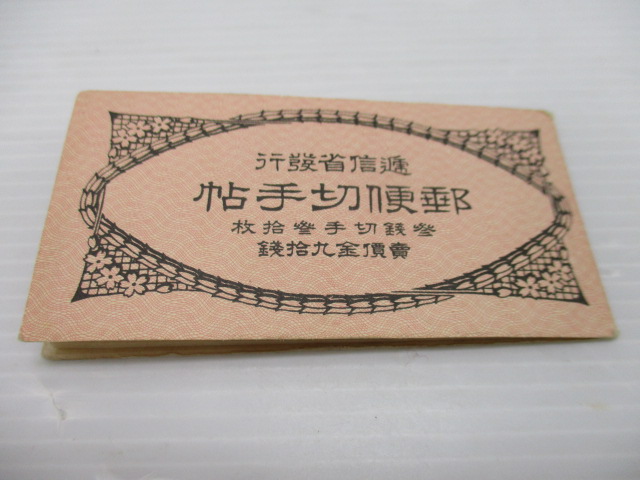 遞信省發行
郵便切手帖
參錢切手參拾枚
賣價金九拾錢